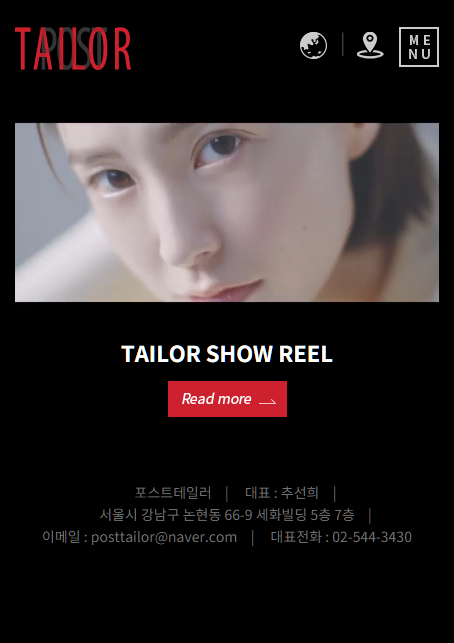 TAILOR
POST
ME
NU
TAILOR SHOW REEL
Read more
포스트테일러 | 대표 : 추선희 |
서울시 강남구 논현동 66-9 세화빌딩 5층 7층 |
이메일 : posttailor@naver.com | 대표전화 : 02-544-3430